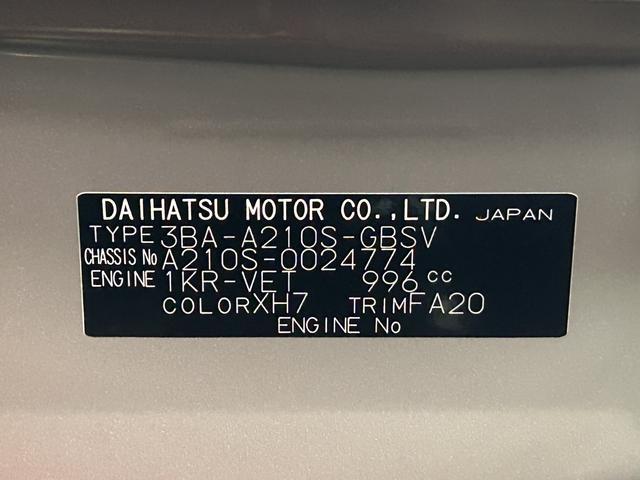 DAIHATSU MOTOR CO.,LTD. JAPAN
TYPE 3BA-A210S-GBSV
CHASSIS No A210S-0024774
ENGINE 1KR-VET 996 cc
COLOR XH7 TRIM FA20
ENGINE No